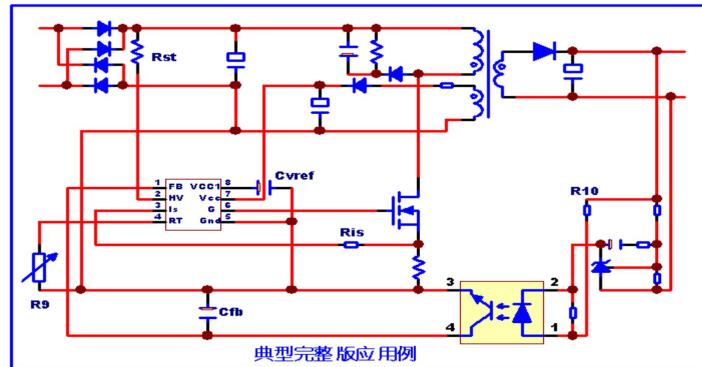 Rst
Cvref
1 FB VCC1 8
2 HV Vcc 7
3 Is G 6
4 RT Gnd 5
R10
Ris
R9
Cfb
3 2
4 1
典型完整版应用例